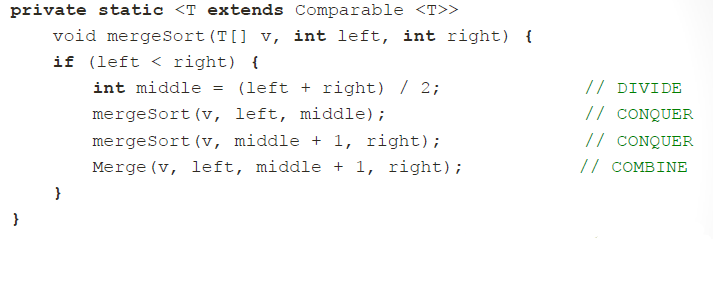 private static <T extends Comparable <T>>
void mergeSort(T[] v, int left, int right) {
if (left < right) {
int middle = (left + right) / 2; // DIVIDE
mergeSort(v, left, middle); // CONQUER
mergeSort(v, middle + 1, right); // CONQUER
Merge(v, left, middle + 1, right); // COMBINE
}
}